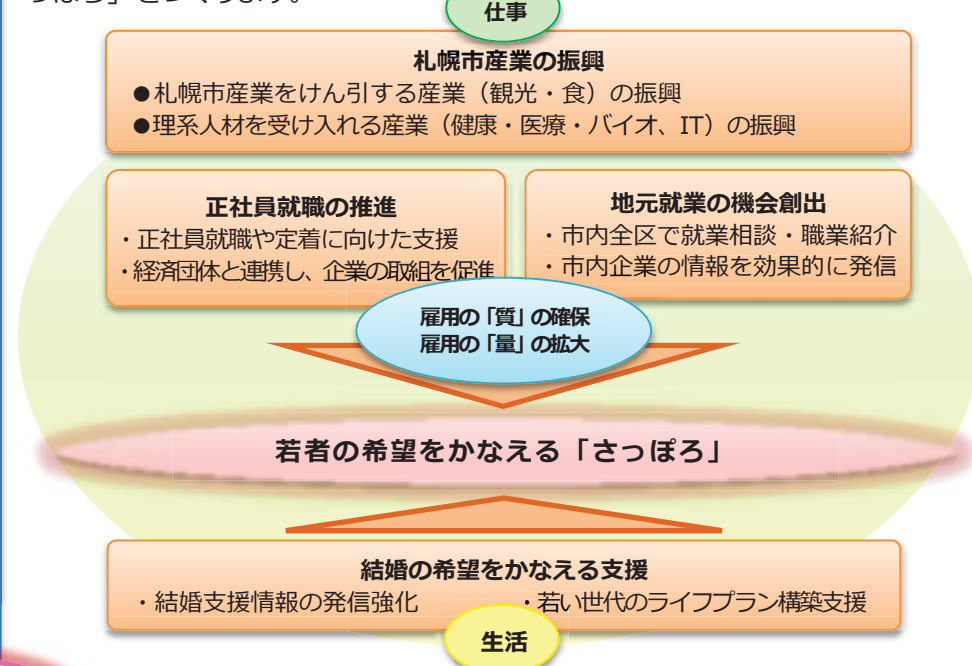 っぽろ」をつくります。
仕事
札幌市産業の振興
●札幌市産業をけん引する産業（観光・食）の振興
●理系人材を受け入れる産業（健康・医療・バイオ、IT）の振興
正社員就職の推進
・正社員就職や定着に向けた支援
・経済団体と連携し、企業の取組を促進
地元就業の機会創出
・市内全区で就業相談・職業紹介
・市内企業の情報を効果的に発信
雇用の「質」の確保
雇用の「量」の拡大
若者の希望をかなえる「さっぽろ」
結婚の希望をかなえる支援
・結婚支援情報の発信強化　・若い世代のライフプラン構築支援
生活